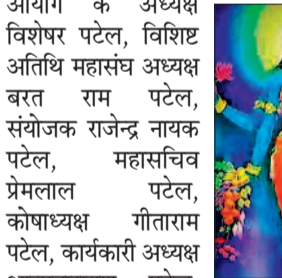 आयोग के अध्यक्ष
विशेषर पटेल, विशिष्ट
अतिथि महासंघ अध्यक्ष
बरत राम पटेल,
संयोजक राजेन्द्र नायक
पटेल, महासचिव
प्रेमलाल पटेल,
कोषाध्यक्ष गीताराम
पटेल, कार्यकारी अध्यक्ष